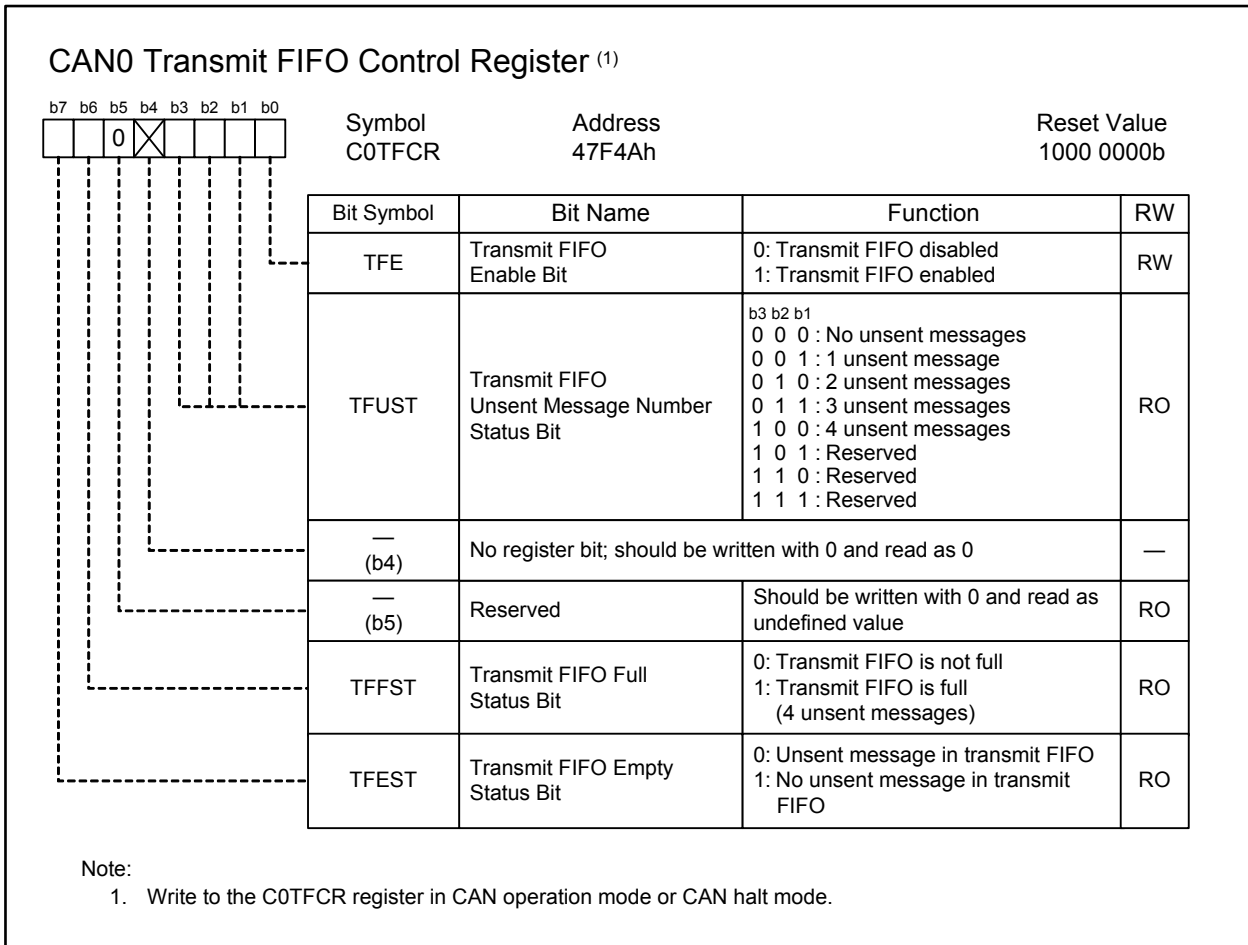 CAN0 Transmit FIFO Control Register (1)
b7 b6 b5 b4 b3 b2 b1 b0
0
Symbol Address Reset Value
C0TFCR 47F4Ah 1000 0000b
Bit Symbol Bit Name Function RW
TFE
Transmit FIFO
Enable Bit
0: Transmit FIFO disabled
1: Transmit FIFO enabled
RW
TFUST
Transmit FIFO
Unsent Message Number
Status Bit
b3 b2 b1
0 0 0 : No unsent messages
0 0 1 : 1 unsent message
0 1 0 : 2 unsent messages
0 1 1 : 3 unsent messages
1 0 0 : 4 unsent messages
1 0 1 : Reserved
1 1 0 : Reserved
1 1 1 : Reserved
RO
—
(b4)
No register bit; should be written with 0 and read as 0
—
—
(b5)
Reserved
Should be written with 0 and read as
undefined value
RO
TFFST
Transmit FIFO Full
Status Bit
0: Transmit FIFO is not full
1: Transmit FIFO is full
(4 unsent messages)
RO
TFEST
Transmit FIFO Empty
Status Bit
0: Unsent message in transmit FIFO
1: No unsent message in transmit
FIFO
RO
Note:
1. Write to the C0TFCR register in CAN operation mode or CAN halt mode.